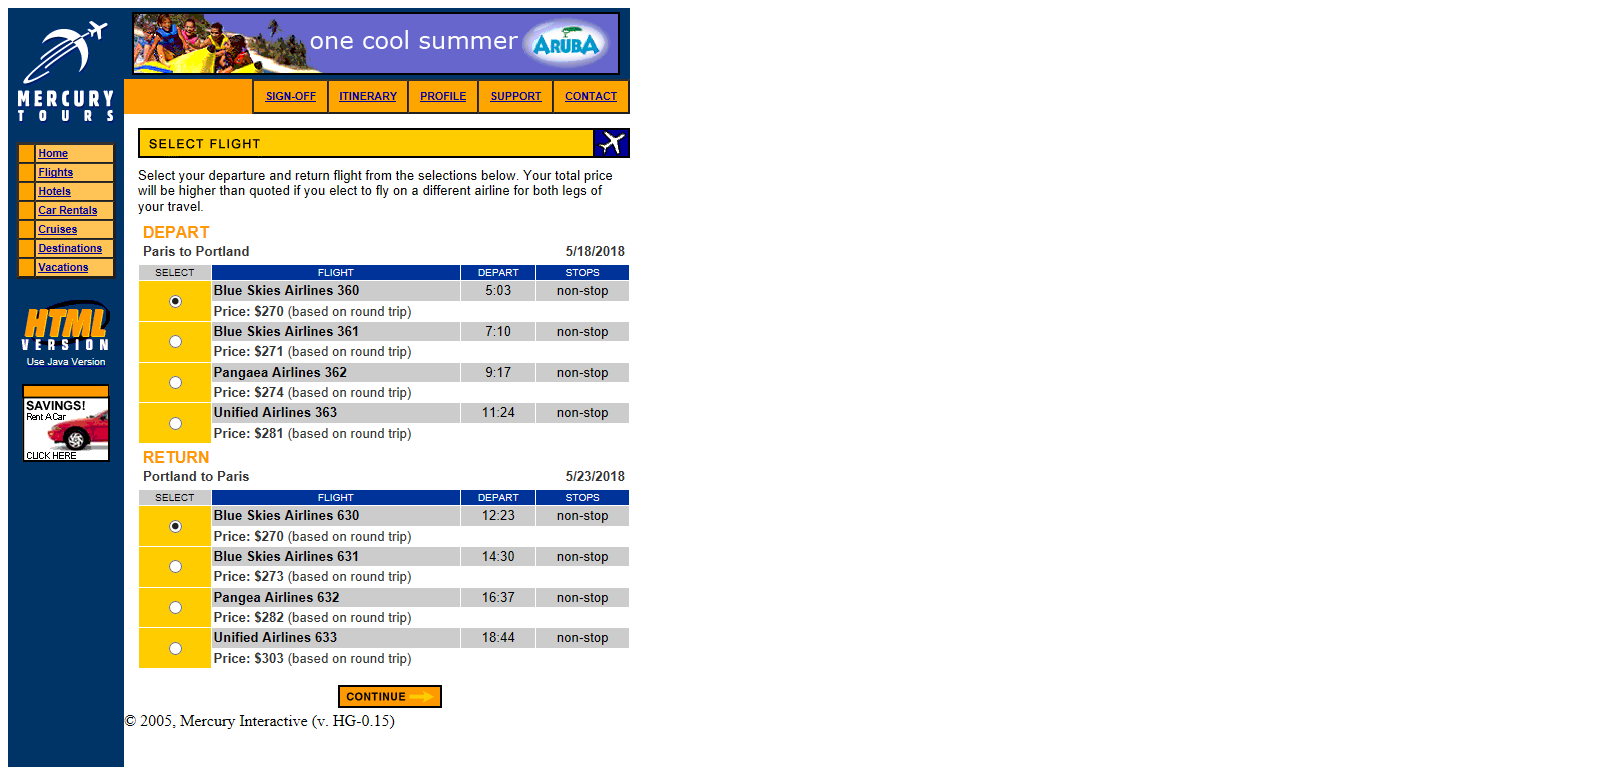 MERCURY
TOURS
one cool summer ARUBA
SIGN-OFF ITINERARY PROFILE SUPPORT CONTACT
Home
Flights
Hotels
Car Rentals
Cruises
Destinations
Vacations
HTML
VERSION
Use Java Version
SAVINGS!
Rent A Car
CLICK HERE
SELECT FLIGHT
Select your departure and return flight from the selections below. Your total price
will be higher than quoted if you elect to fly on a different airline for both legs of
your travel.
DEPART
Paris to Portland 5/18/2018
SELECT FLIGHT DEPART STOPS
Blue Skies Airlines 360 5:03 non-stop
Price: $270 (based on round trip)
Blue Skies Airlines 361 7:10 non-stop
Price: $271 (based on round trip)
Pangaea Airlines 362 9:17 non-stop
Price: $274 (based on round trip)
Unified Airlines 363 11:24 non-stop
Price: $281 (based on round trip)
RETURN
Portland to Paris 5/23/2018
SELECT FLIGHT DEPART STOPS
Blue Skies Airlines 630 12:23 non-stop
Price: $270 (based on round trip)
Blue Skies Airlines 631 14:30 non-stop
Price: $273 (based on round trip)
Pangea Airlines 632 16:37 non-stop
Price: $282 (based on round trip)
Unified Airlines 633 18:44 non-stop
Price: $303 (based on round trip)
CONTINUE
© 2005, Mercury Interactive (v. HG-0.15)